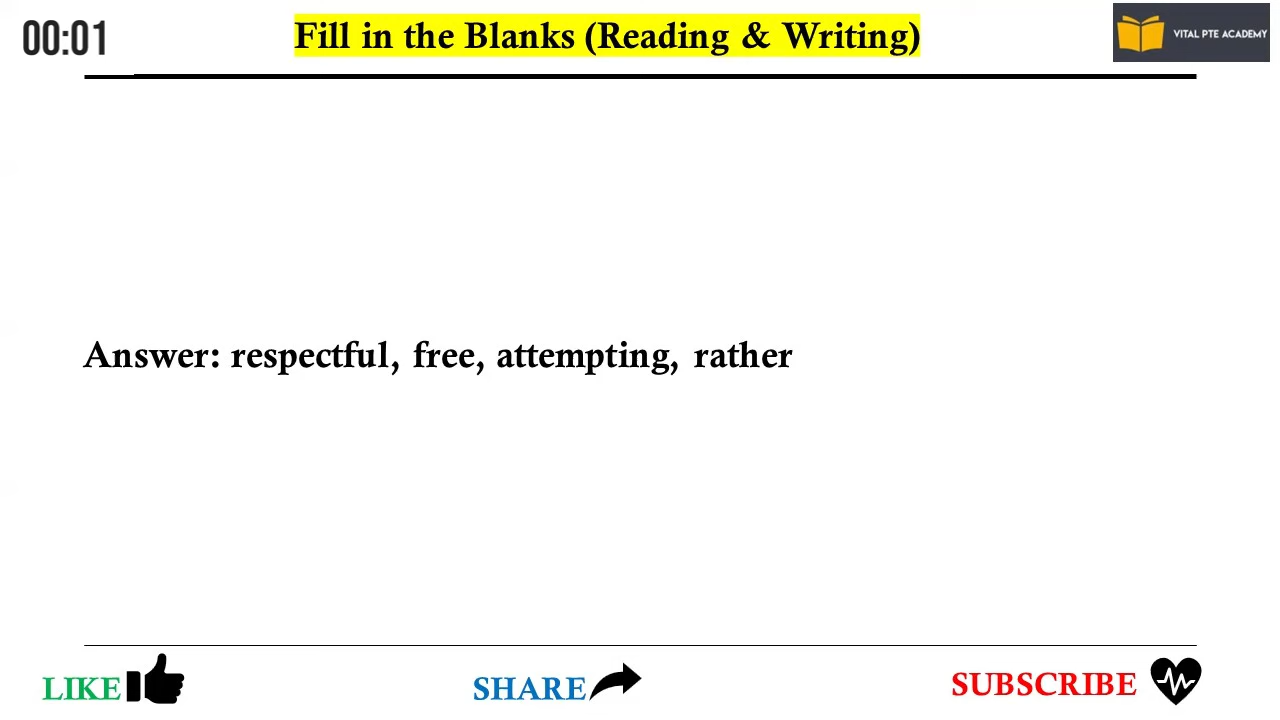 00:01
Fill in the Blanks (Reading & Writing)
VITAL PTE ACADEMY
Answer: respectful, free, attempting, rather
LIKE
SHARE
SUBSCRIBE